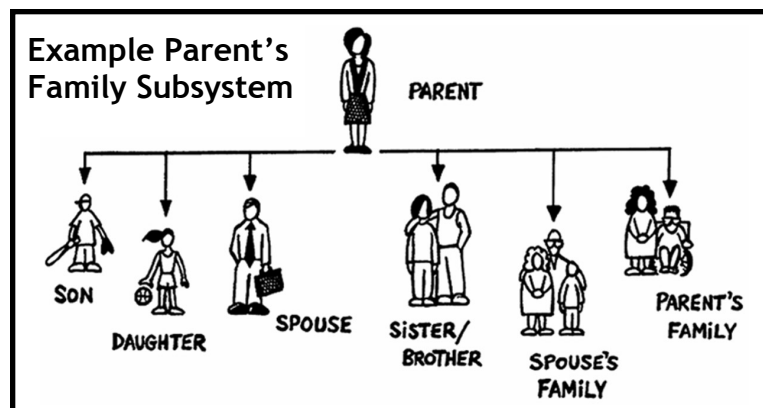 Example Parent's
Family Subsystem
PARENT
SON
DAUGHTER
SPOUSE
SiSTER/
BROTHER
SPOUSE'S
FAMILY
PARENT'S
FAMILY